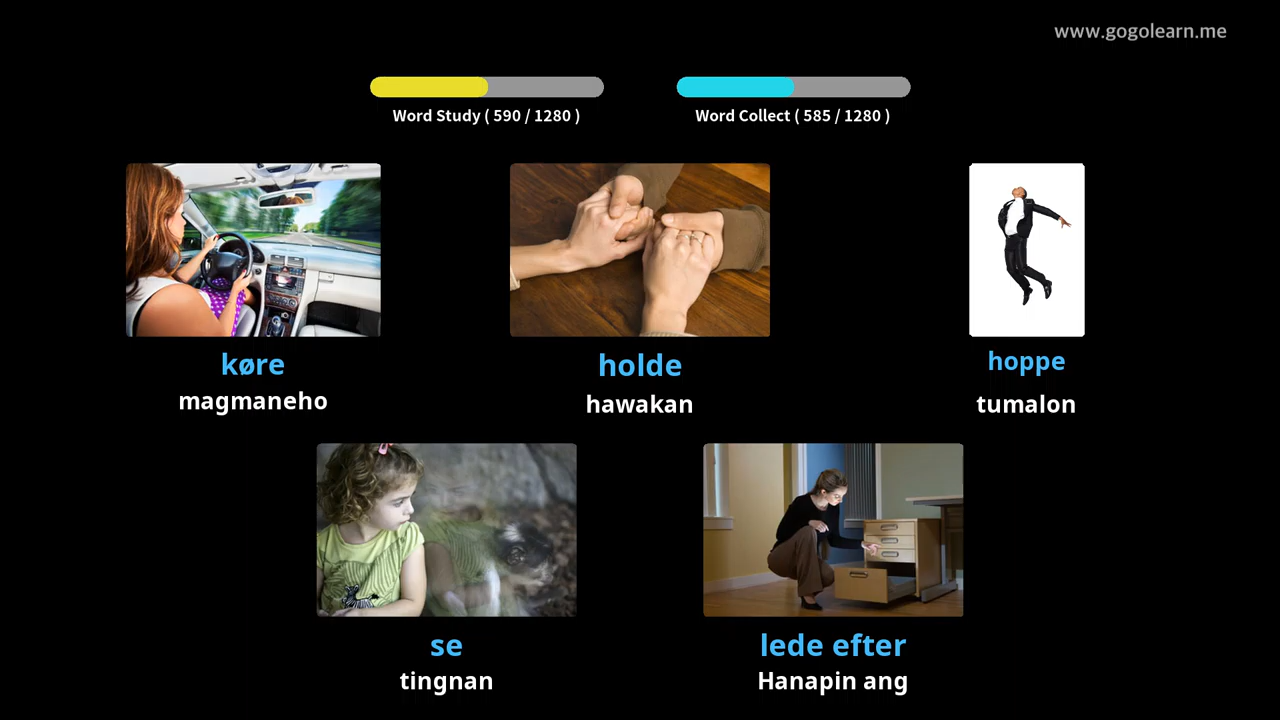 www.gogolearn.me
Word Study ( 590 / 1280 )
Word Collect ( 585 / 1280 )
køre
magmaneho
holde
hawakan
hoppe
tumalon
se
tingnan
lede efter
Hanapin ang